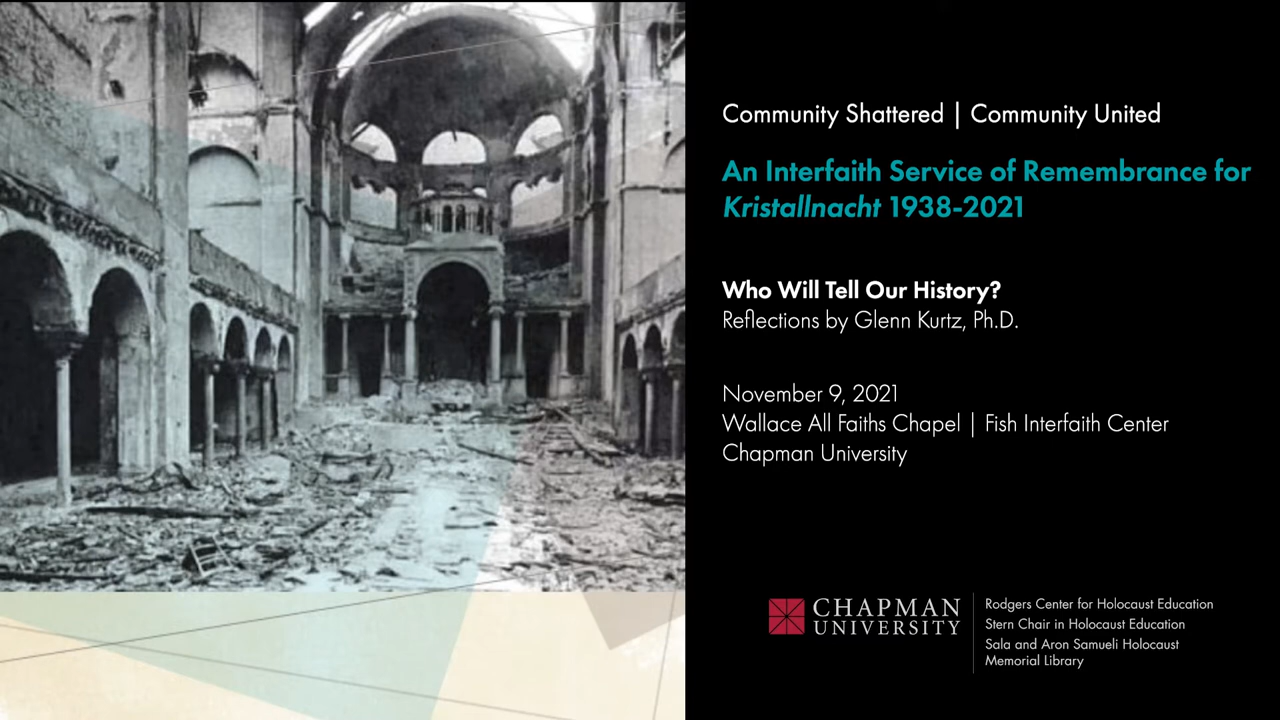 Community Shattered | Community United
An Interfaith Service of Remembrance for
Kristallnacht 1938-2021
Who Will Tell Our History?
Reflections by Glenn Kurtz, Ph.D.
November 9, 2021
Wallace All Faiths Chapel | Fish Interfaith Center
Chapman University
CHAPMAN
UNIVERSITY
Rodgers Center for Holocaust Education
Stern Chair in Holocaust Education
Sala and Aron Samueli Holocaust
Memorial Library